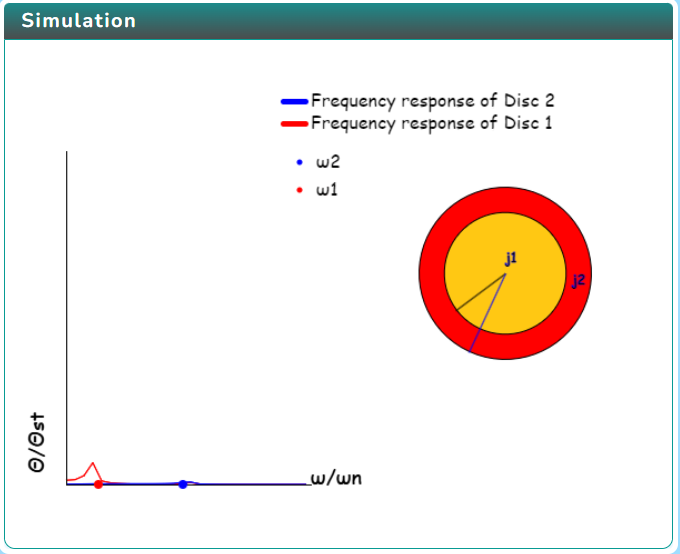 Simulation
Frequency response of Disc 2
Frequency response of Disc 1
ω2
ω1
j1
j2
Θ/Θst
ω/ωn